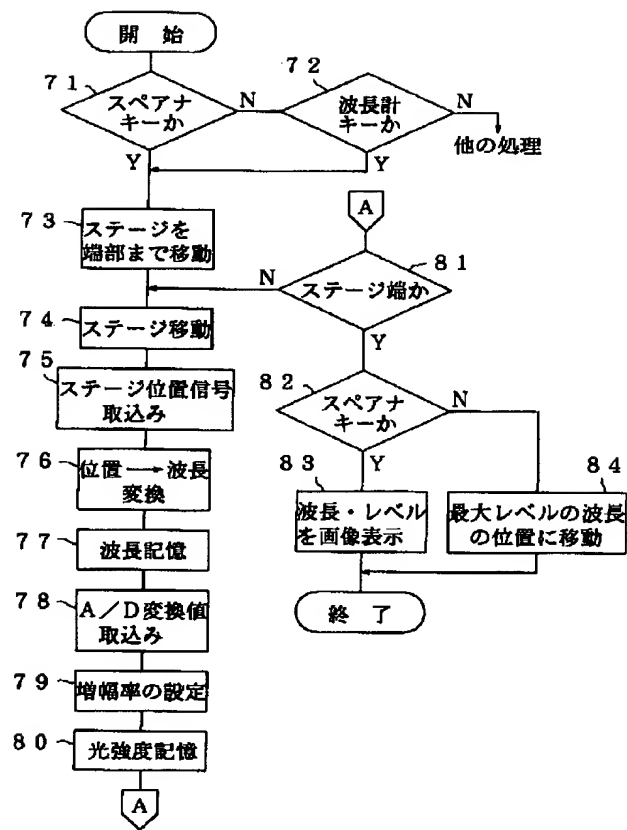 開 始
７１
スペアナ
キーか
N
Y
７２
波長計
キーか
N
Y
他の処理
７３
ステージを
端部まで移動
７４
ステージ移動
７５
ステージ位置信号
取込み
７６
位置→波長
変換
７７
波長記憶
７８
A／D変換値
取込み
７９
増幅率の設定
８０
光強度記憶
A
A
８１
ステージ端か
N
Y
８２
スペアナ
キーか
N
Y
８３
波長・レベル
を画像表示
８４
最大レベルの波長
の位置に移動
終 了